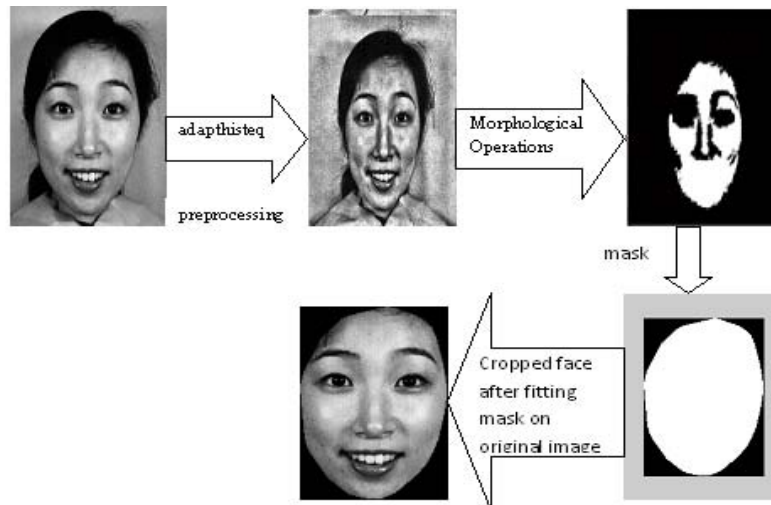 adapthisteq
preprocessing
Morphological
Operations
mask
Cropped face
after fitting
mask on
original image